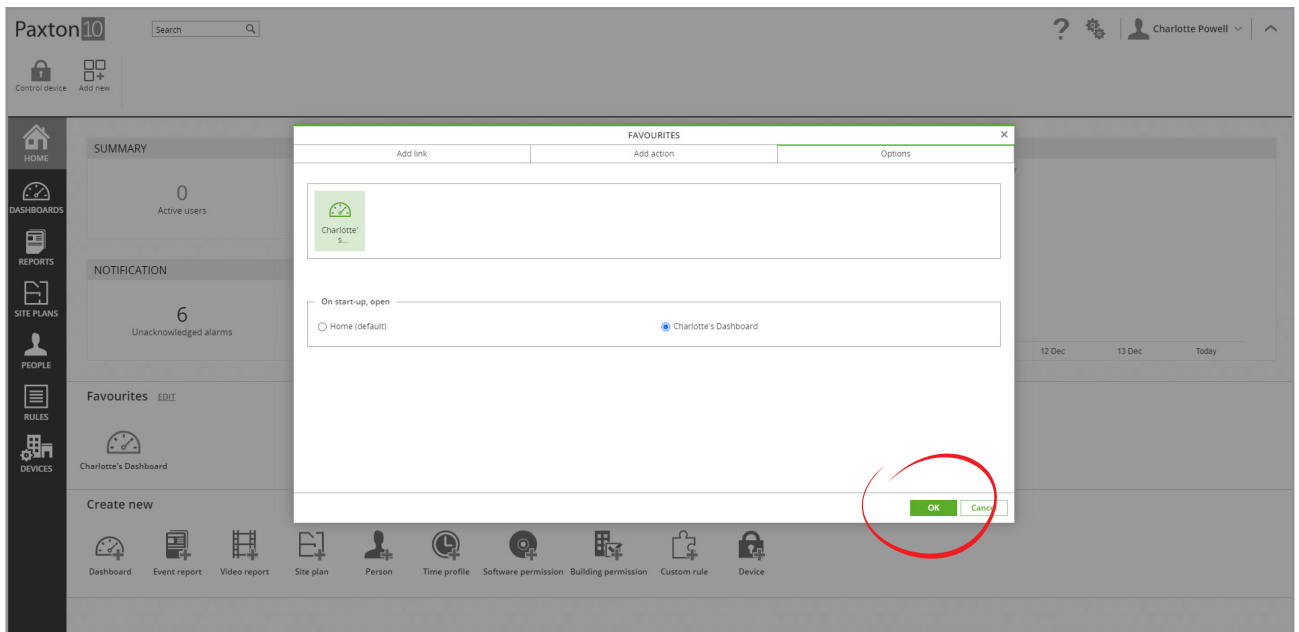 Paxton10
Search
?
Charlotte Powell
Control device
Add new
HOME
DASHBOARDS
REPORTS
SITE PLANS
PEOPLE
RULES
DEVICES
SUMMARY
0
Active users
NOTIFICATION
6
Unacknowledged alarms
FAVOURITES
Add link
Add action
Options
Charlotte'
s...
On start-up, open
Home (default)
Charlotte's Dashboard
OK
Cancel
12 Dec
13 Dec
Today
Favourites EDIT
Charlotte's Dashboard
Create new
Dashboard
Event report
Video report
Site plan
Person
Time profile
Software permission
Building permission
Custom rule
Device